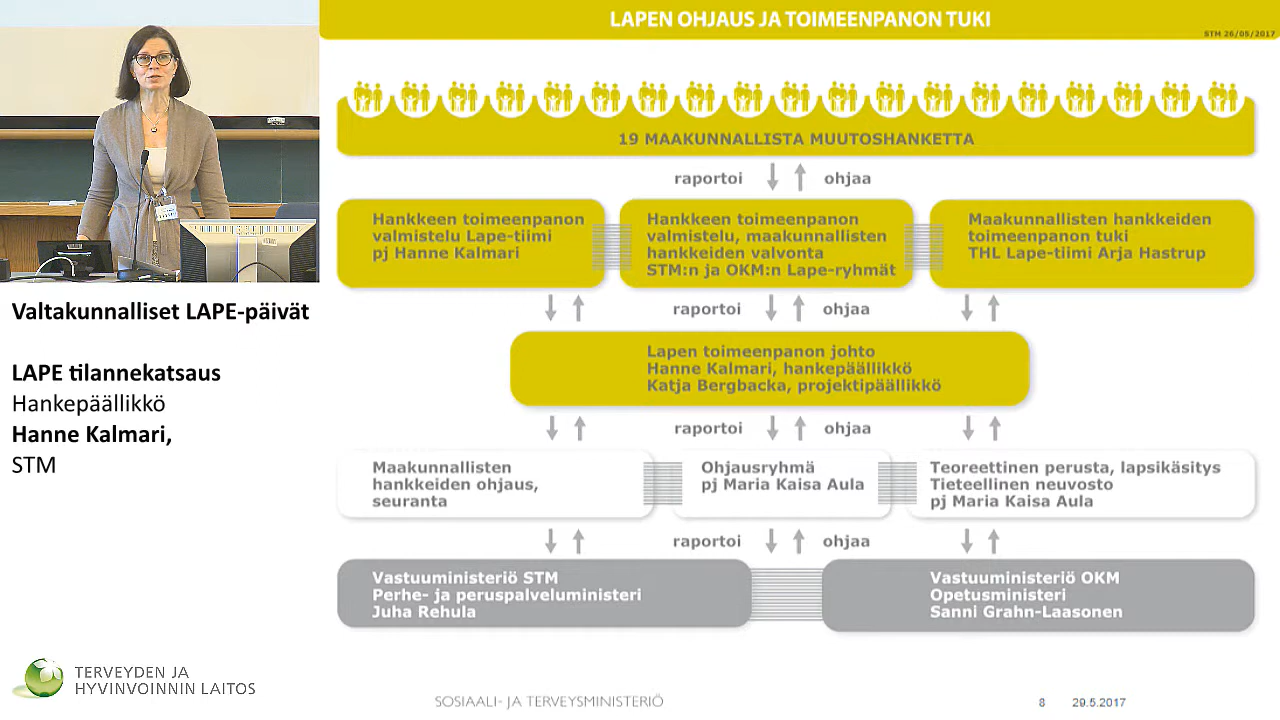 LAPEN OHJAUS JA TOIMEENPANON TUKI
STM 26/05/2017
19 MAAKUNNALLISTA MUUTOSHANKETTA
raportoi ohjaa
Hankkeen toimeenpanon
valmistelu Lape-tiimi
pj Hanne Kalmari
Hankkeen toimeenpanon
valmistelu, maakunnallisten
hankkeiden valvonta
STM:n ja OKM:n Lape-ryhmät
Maakunnallisten hankkeiden
toimeenpanon tuki
THL Lape-tiimi Arja Hastrup
raportoi ohjaa
Lapen toimeenpanon johto
Hanne Kalmari, hankepäällikkö
Katja Bergbacka, projektipäällikkö
raportoi ohjaa
Maakunnallisten
hankkeiden ohjaus,
seuranta
Ohjausryhmä
pj Maria Kaisa Aula
Teoreettinen perusta, lapsikäsitys
Tieteellinen neuvosto
pj Maria Kaisa Aula
raportoi ohjaa
Vastuuministeriö STM
Perhe- ja peruspalveluministeri
Juha Rehula
Vastuuministeriö OKM
Opetusministeri
Sanni Grahn-Laasonen
Valtakunnalliset LAPE-päivät
LAPE tilannekatsaus
Hankepäällikkö
Hanne Kalmari,
STM
TERVEYDEN JA
HYVINVOINNIN LAITOS
SOSIAALI- JA TERVEYSMINISTERIÖ
8 29.5.2017